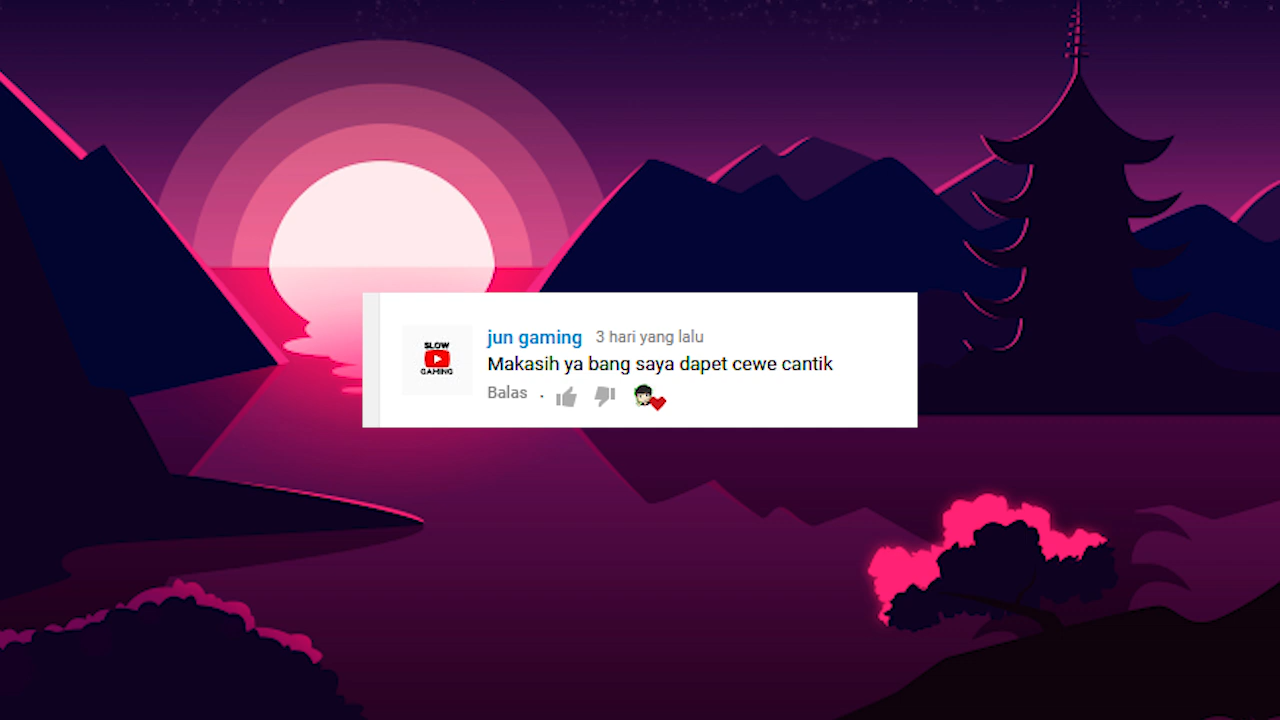 SLOW
GAMING
jun gaming 3 hari yang lalu
Makasih ya bang saya dapet cewe cantik
Balas